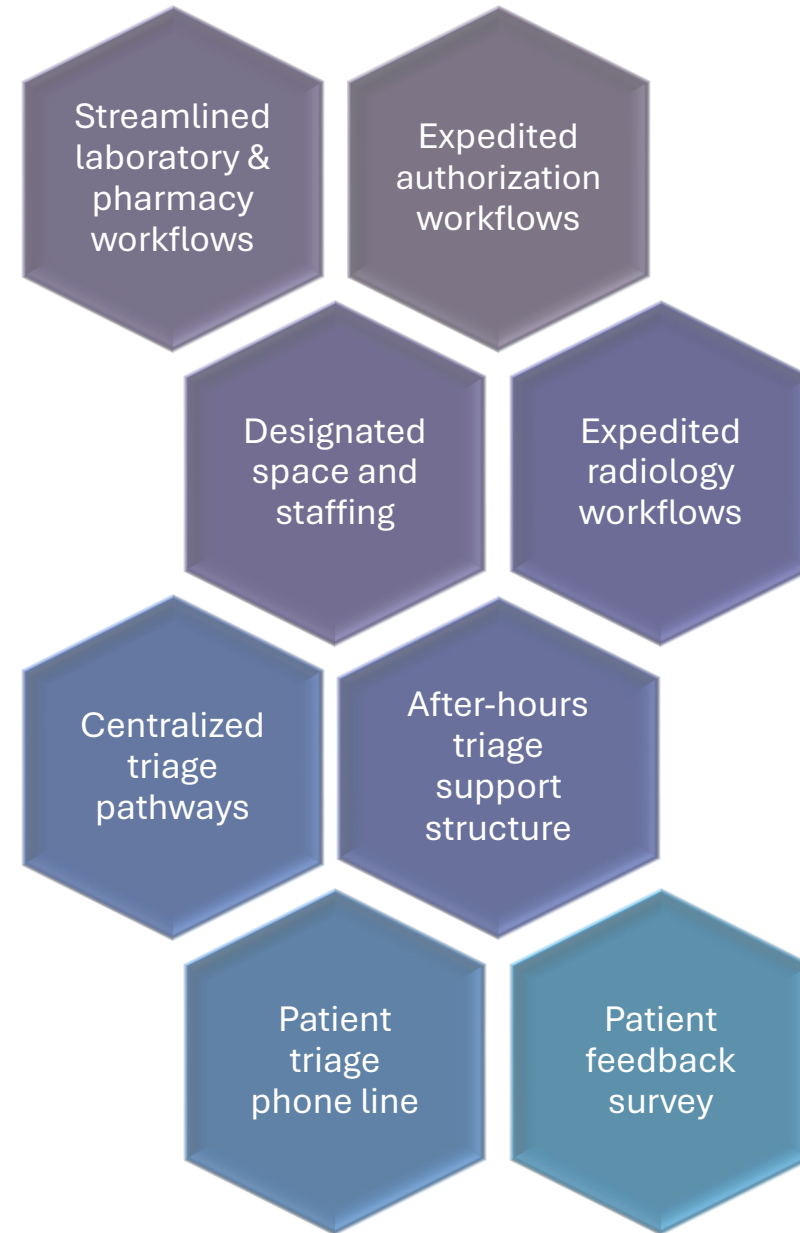 Streamlined
laboratory &
pharmacy
workflows
Expedited
authorization
workflows
Designated
space and
staffing
Expedited
radiology
workflows
Centralized
triage
pathways
After-hours
triage
support
structure
Patient
triage
phone line
Patient
feedback
survey